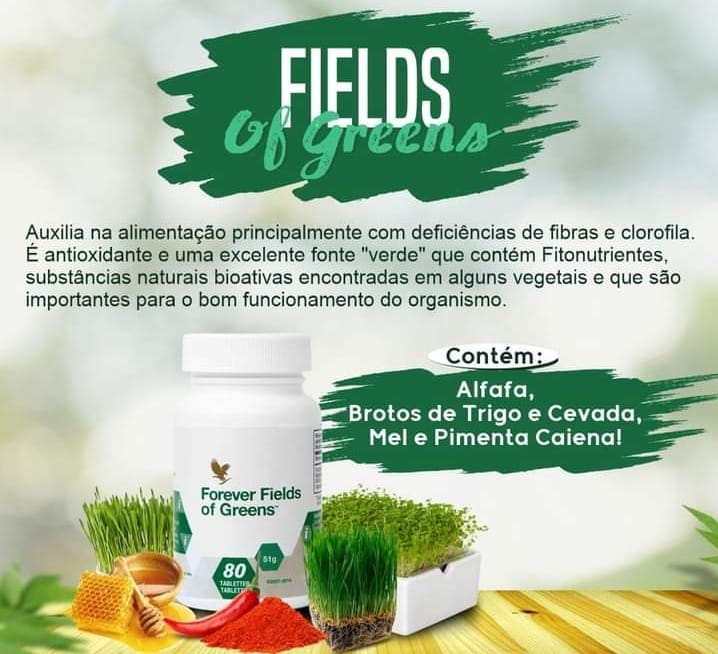 FIELDS
Of Greens
Auxilia na alimentação principalmente com deficiências de fibras e clorofila.
É antioxidante e uma excelente fonte "verde" que contém Fitonutrientes,
substâncias naturais bioativas encontradas em alguns vegetais e que são
importantes para o bom funcionamento do organismo.
Contém:
Alfafa,
Brotos de Trigo e Cevada,
Mel e Pimenta Caiena!
Forever Fields
of Greens™
80
TABLETTER
51g